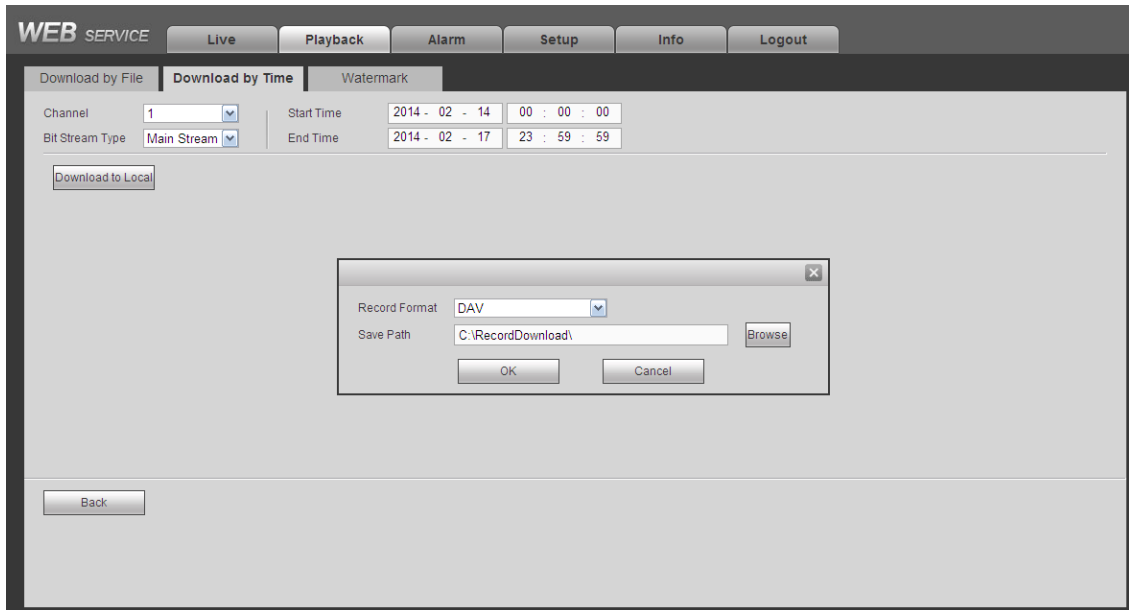 WEB SERVICE Live Playback Alarm Setup Info Logout
Download by File Download by Time Watermark
Channel 1 Start Time 2014 - 02 - 14 00 : 00 : 00
Bit Stream Type Main Stream End Time 2014 - 02 - 17 23 : 59 : 59
Download to Local
Record Format DAV
Save Path C:\RecordDownload\ Browse
OK Cancel
Back